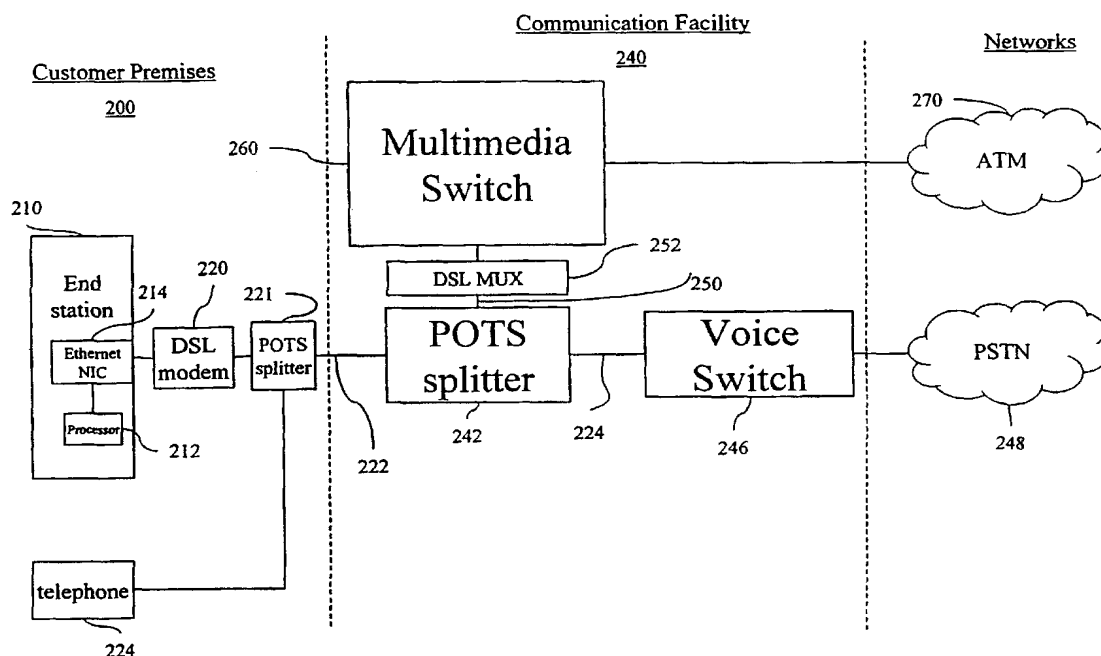 Communication Facility
240
Networks
Customer Premises
200
270
260
Multimedia
Switch
ATM
210
252
DSL MUX
End
station
214
220
221
250
Ethernet
NIC
DSL
modem
POTS
splitter
POTS
splitter
Voice
Switch
PSTN
Processor
212
222
242
224
246
248
telephone
224